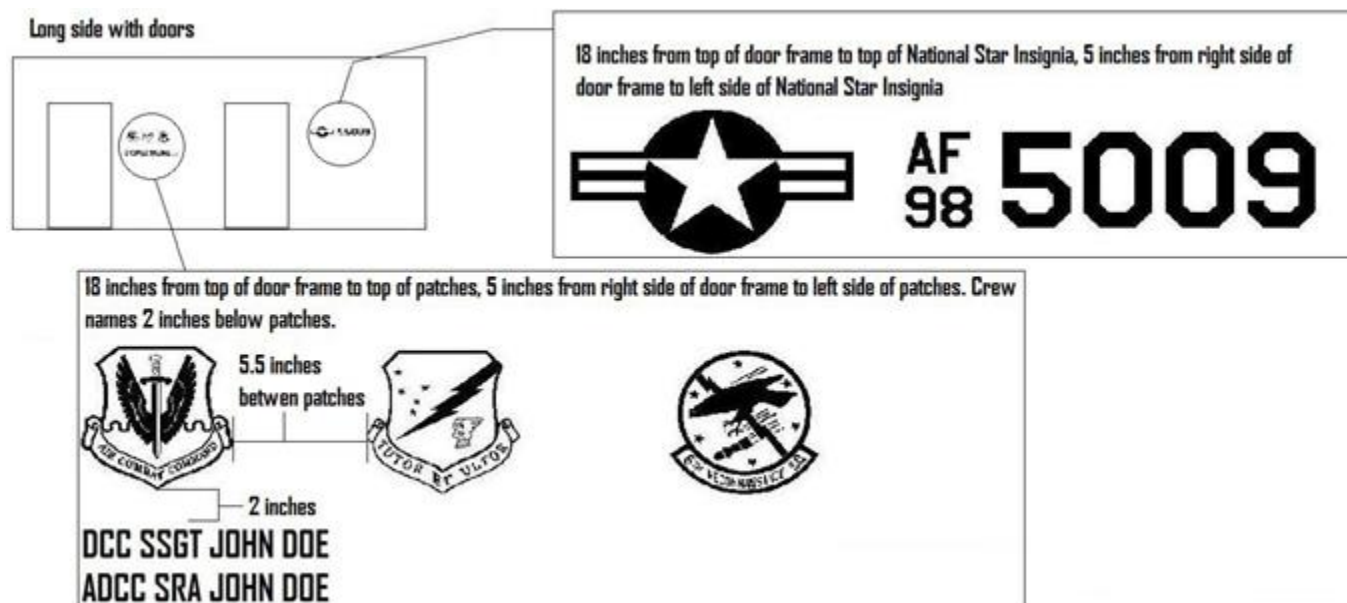 Long side with doors
18 inches from top of door frame to top of National Star Insignia, 5 inches from right side of
door frame to left side of National Star Insignia
AF
98
5009
18 inches from top of door frame to top of patches, 5 inches from right side of door frame to left side of patches. Crew
names 2 inches below patches.
5.5 inches
betwen patches
AIR COMBAT COMMAND
TUTOR ET ULTOR
2 inches
DCC SSGT JOHN DOE
ADCC SRA JOHN DOE